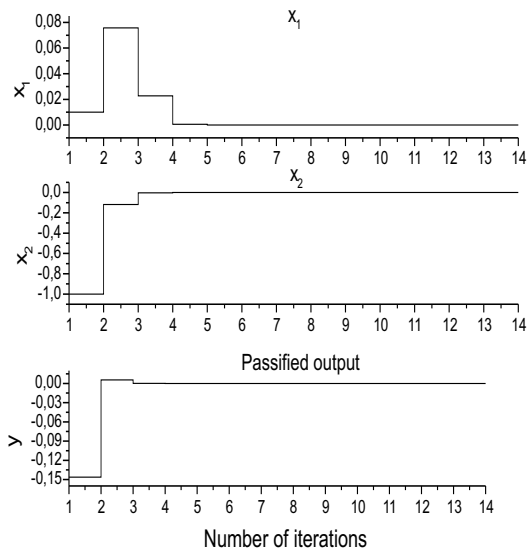 x1
0,08
0,06
0,04
0,02
0,00
x1
1 2 3 4 5 6 7 8 9 10 11 12 13 14
x2
0,0
-0,2
-0,4
-0,6
-0,8
-1,0
x2
1 2 3 4 5 6 7 8 9 10 11 12 13 14
Passified output
0,00
-0,03
-0,06
-0,09
-0,12
-0,15
y
1 2 3 4 5 6 7 8 9 10 11 12 13 14
Number of iterations